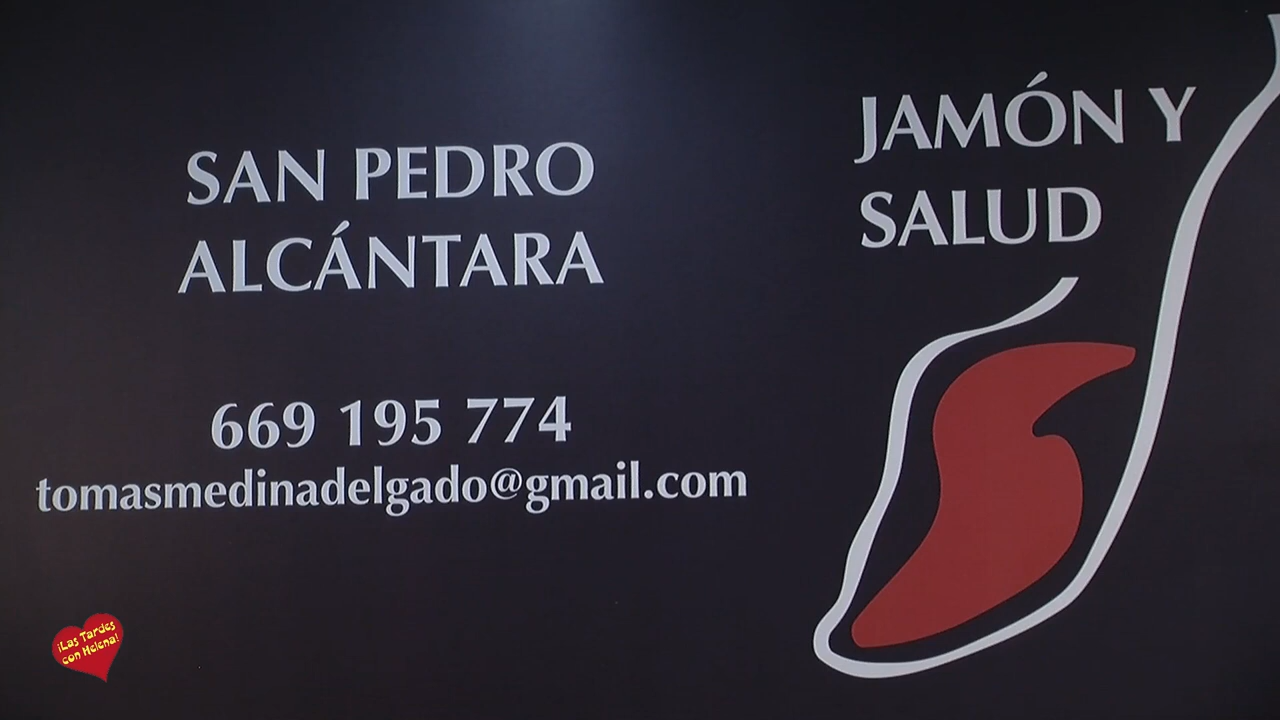 SAN PEDRO
ALCÁNTARA
669 195 774
tomasmedinadelgado@gmail.com
JAMÓN Y
SALUD
¡Las Tardes
con Helena!